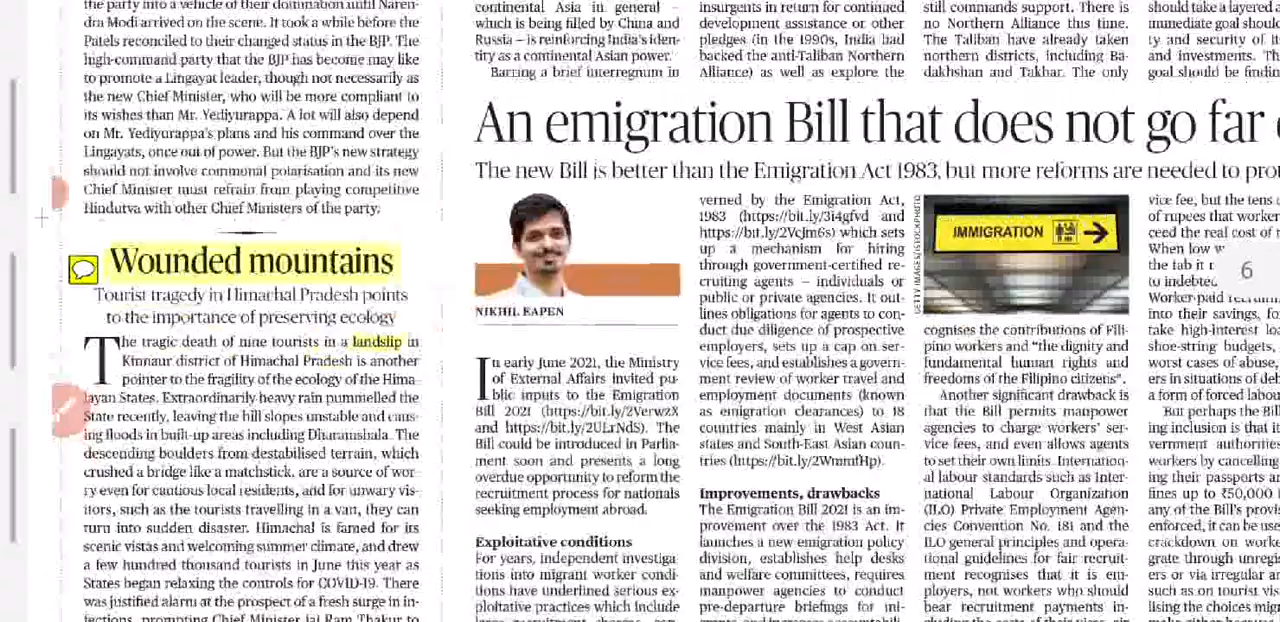 the party into a vehicle of their domination until Naren-
dra Modi arrived on the scene. It took a while before the
Patels reconciled to their changed status in the BJP. The
high-command party that the BJP has become may like
to promote a Lingayat leader, though not necessarily as
the new Chief Minister, who will be more compliant to
its wishes than Mr. Yediyurappa. A lot will also depend
on Mr. Yediyurappa's plans and his command over the
Lingayats, once out of power. But the BJP's new strategy
should not involve communal polarisation and its new
Chief Minister must refrain from playing competitive
Hindutva with other Chief Ministers of the party.
Wounded mountains
Tourist tragedy in Himachal Pradesh points
to the importance of preserving ecology
The tragic death of nine tourists in a landslip in
Kinnaur district of Himachal Pradesh is another
pointer to the fragility of the ecology of the Hima-
layan States. Extraordinarily heavy rain pummelled the
State recently, leaving the hill slopes unstable and caus-
ing floods in built-up areas including Dharamshala. The
descending boulders from destabilised terrain, which
crushed a bridge like a matchstick, are a source of wor-
ry even for cautious local residents, and for unwary vis-
itors, such as the tourists travelling in a van, they can
turn into sudden disaster. Himachal is famed for its
scenic vistas and welcoming summer climate, and drew
a few hundred thousand tourists in June this year as
States began relaxing the controls for COVID-19. There
was justified alarm at the prospect of a fresh surge in in-
fections, prompting Chief Minister Jai Ram Thakur to
continental Asia in general –
which is being filled by China and
Russia – is reinforcing India's iden-
tity as a continental Asian power.
Barring a brief interregnum in
insurgents in return for continued
development assistance or other
pledges (in the 1990s, India had
backed the anti-Taliban Northern
Alliance) as well as explore the
still commands support. There is
no Northern Alliance this time.
The Taliban have already taken
northern districts, including Ba-
dakhshan and Takhar. The only
should take a layered
immediate goal shoul
ty and security of it
and investments. Th
goal should be findin
An emigration Bill that does not go far
The new Bill is better than the Emigration Act 1983, but more reforms are needed to pro
NIKHIL EAPEN
In early June 2021, the Ministry
of External Affairs invited pu-
blic inputs to the Emigration
Bill 2021 (https://bit.ly/2VerwzX
and https://bit.ly/2ULrNdS). The
Bill could be introduced in Parlia-
ment soon and presents a long
overdue opportunity to reform the
recruitment process for nationals
seeking employment abroad.
Exploitative conditions
For years, independent investiga-
tions into migrant worker condi-
tions have underlined serious ex-
ploitative practices which include
verned by the Emigration Act,
1983 (https://bit.ly/3i4gfvd and
https://bit.ly/2Vcjm6s) which sets
up a mechanism for hiring
through government-certified re-
cruiting agents – individuals or
public or private agencies. It out-
lines obligations for agents to con-
duct due diligence of prospective
employers, sets up a cap on ser-
vice fees, and establishes a govern-
ment review of worker travel and
employment documents (known
as emigration clearances) to 18
countries mainly in West Asian
states and South-East Asian coun-
tries (https://bit.ly/2WmmfHp).
Improvements, drawbacks
The Emigration Bill 2021 is an im-
provement over the 1983 Act. It
launches a new emigration policy
division, establishes help desks
and welfare committees, requires
manpower agencies to conduct
pre-departure briefings for mi-
IMMIGRATION
GETTY IMAGES/ISTOCKPHOTO
cognises the contributions of Fili-
pino workers and "the dignity and
fundamental human rights and
freedoms of the Filipino citizens".
Another significant drawback is
that the Bill permits manpower
agencies to charge workers' ser-
vice fees, and even allows agents
to set their own limits. Internation-
al labour standards such as Inter-
national Labour Organization
(ILO) Private Employment Agen-
cies Convention No. 181 and the
ILO general principles and opera-
tional guidelines for fair recruit-
ment recognises that it is em-
ployers, not workers who should
bear recruitment payments in-
vice fee, but the tens
of rupees that worker
ceed the real cost of
When low w
the tab it
to indebted
Worker-paid
into their savings, fo
take high-interest loa
shoe-string budgets,
worst cases of abuse,
ers in situations of deb
a form of forced labou
But perhaps the Bil
ing inclusion is that it
vernment authorities
workers by cancelling
ing their passports an
fines up to ₹50,000
any of the Bill's provis
enforced, it can be use
crackdown on worke
grate through unregis
ers or via irregular ar
such as on tourist vis
lising the choices mig
6